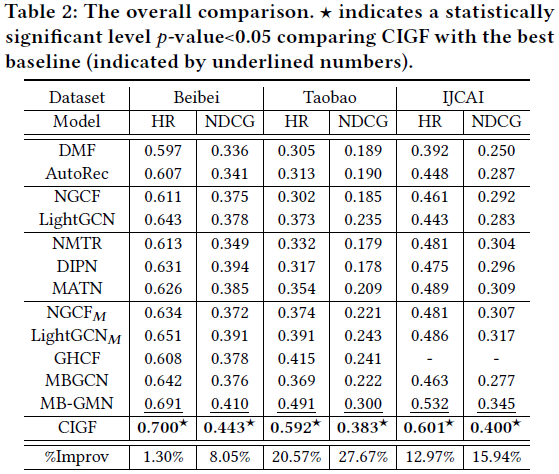 Table 2: The overall comparison. ★ indicates a statistically
significant level p-value<0.05 comparing CIGF with the best
baseline (indicated by underlined numbers).
Dataset Beibei Taobao IJCAI
Model HR NDCG HR NDCG HR NDCG
DMF 0.597 0.336 0.305 0.189 0.392 0.250
AutoRec 0.607 0.341 0.313 0.190 0.448 0.287
NGCF 0.611 0.375 0.302 0.185 0.461 0.292
LightGCN 0.643 0.378 0.373 0.235 0.443 0.283
NMTR 0.613 0.349 0.332 0.179 0.481 0.304
DIPN 0.631 0.394 0.317 0.178 0.475 0.296
MATN 0.626 0.385 0.354 0.209 0.489 0.309
NGCF_M 0.634 0.372 0.374 0.221 0.481 0.307
LightGCN_M 0.651 0.391 0.391 0.243 0.486 0.317
GHCF 0.608 0.378 0.415 0.241 - -
MBGCN 0.642 0.376 0.369 0.222 0.463 0.277
MB-GMN 0.691 0.410 0.491 0.300 0.532 0.345
CIGF 0.700★ 0.443★ 0.592★ 0.383★ 0.601★ 0.400★
%Improv 1.30% 8.05% 20.57% 27.67% 12.97% 15.94%